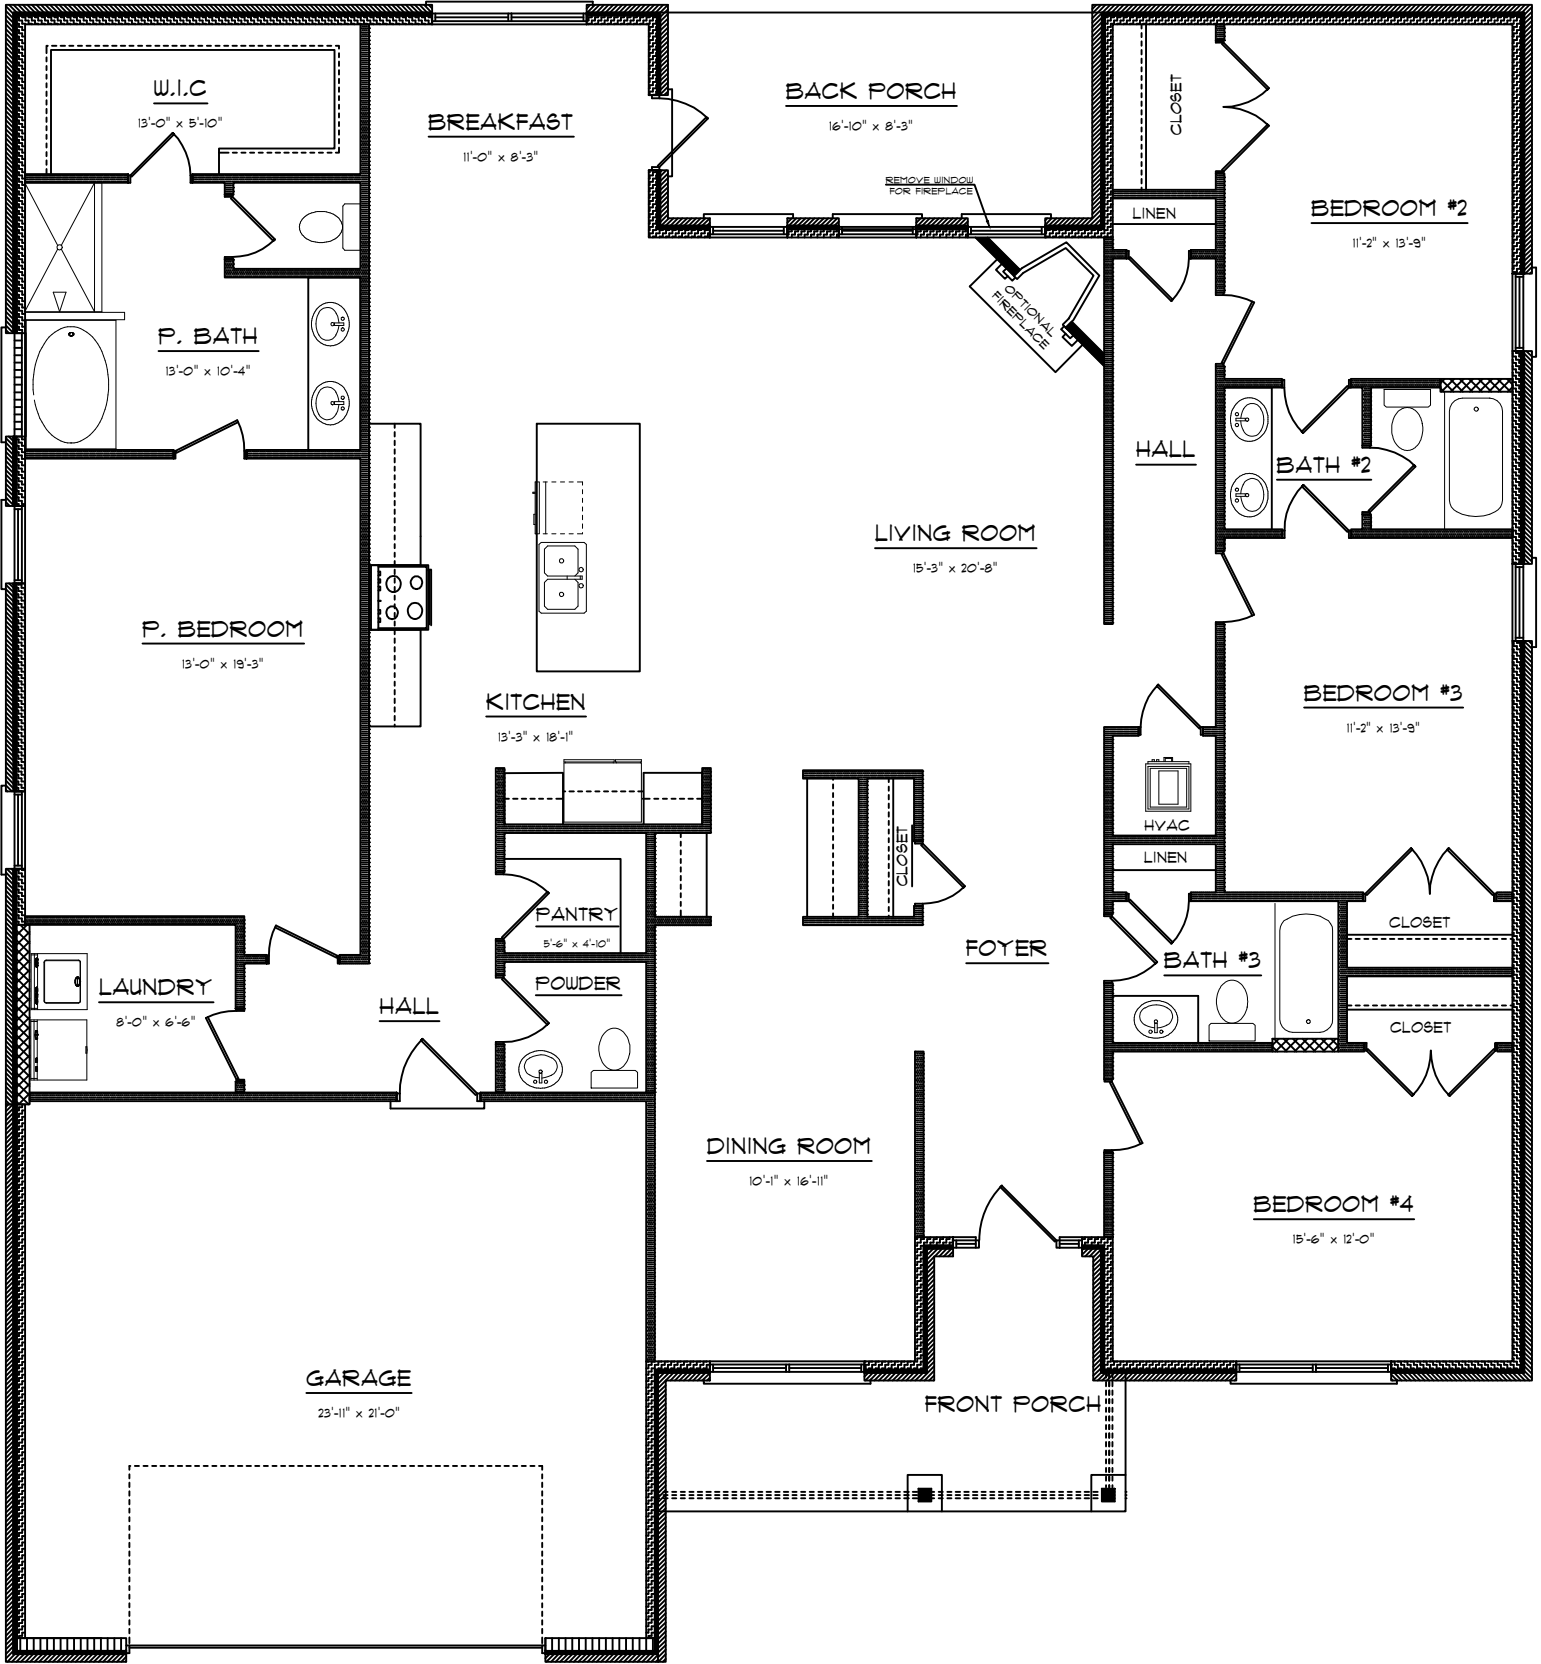 W.I.C
13'-0" x 5'-10"
BREAKFAST
11'-0" x 8'-3"
BACK PORCH
16'-10" x 8'-3"
REMOVE WINDOW
FOR FIREPLACE
CLOSET
LINEN
BEDROOM #2
11'-2" x 13'-9"
OPTIONAL
FIREPLACE
P. BATH
13'-0" x 10'-4"
HALL
BATH #2
LIVING ROOM
15'-3" x 20'-8"
P. BEDROOM
13'-0" x 19'-3"
KITCHEN
13'-3" x 18'-1"
BEDROOM #3
11'-2" x 13'-9"
HVAC
LINEN
CLOSET
PANTRY
5'-6" x 4'-10"
CLOSET
FOYER
BATH #3
LAUNDRY
8'-0" x 6'-6"
HALL
POWDER
CLOSET
DINING ROOM
10'-1" x 16'-11"
BEDROOM #4
15'-6" x 12'-0"
GARAGE
23'-11" x 21'-0"
FRONT PORCH